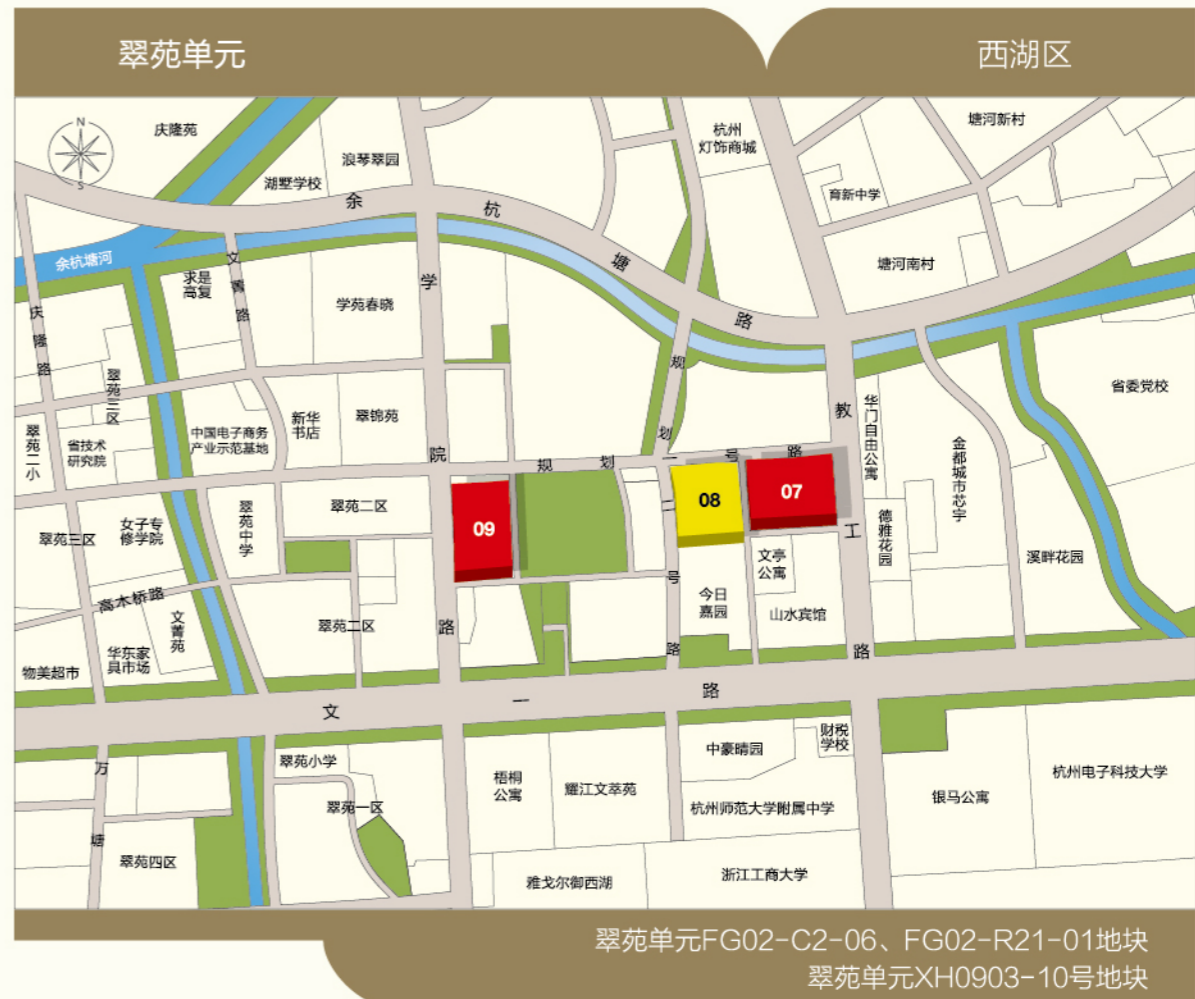 翠苑单元
西湖区
N
S
庆隆苑
浪琴翠园
湖墅学校
杭州
灯饰商城
塘河新村
育新中学
塘河南村
余杭塘路
余杭塘河
求是
高复
文菁路
学院路
学苑春晓
庆隆路
翠苑三区
翠苑二小
省技术
研究院
中国电子商务
产业示范基地
新华
书店
翠锦苑
规划一号路
规划二号路
教工路
华门自由公寓
金都城市芯宇
省委党校
09
08
07
翠苑三区
女子专
修学院
翠苑中学
翠苑二区
德雅花园
溪畔花园
文亭
公寓
今日
嘉园
山水宾馆
高木桥路
文菁苑
翠苑二区
物美超市
华东家
具市场
文一路
万塘
翠苑小学
翠苑一区
翠苑四区
梧桐
公寓
耀江文萃苑
中豪晴园
财税
学校
杭州师范大学附属中学
银马公寓
杭州电子科技大学
雅戈尔御西湖
浙江工商大学
翠苑单元FG02-C2-06、FG02-R21-01地块
翠苑单元XH0903-10号地块